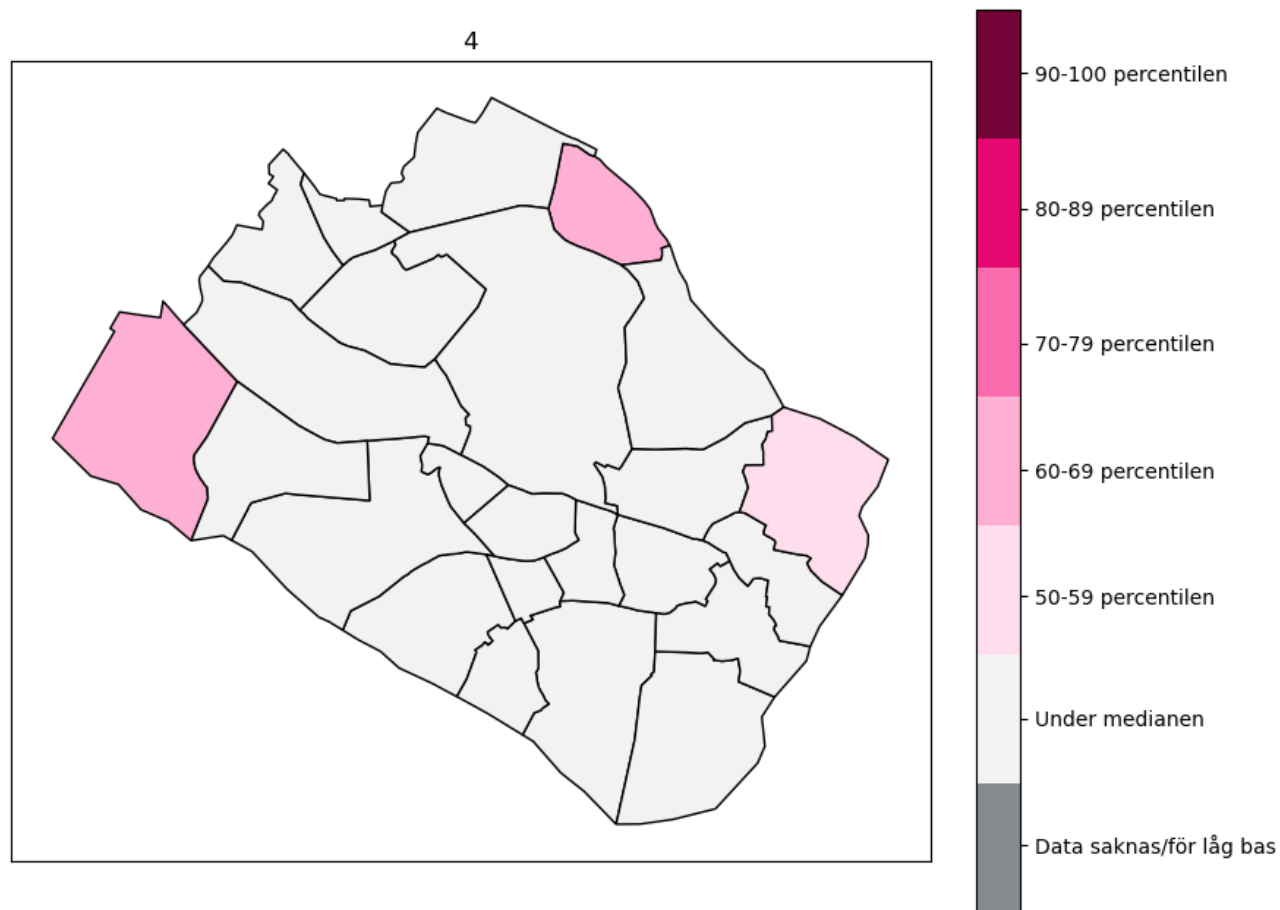 4
90-100 percentilen
80-89 percentilen
70-79 percentilen
60-69 percentilen
50-59 percentilen
Under medianen
Data saknas/för låg bas